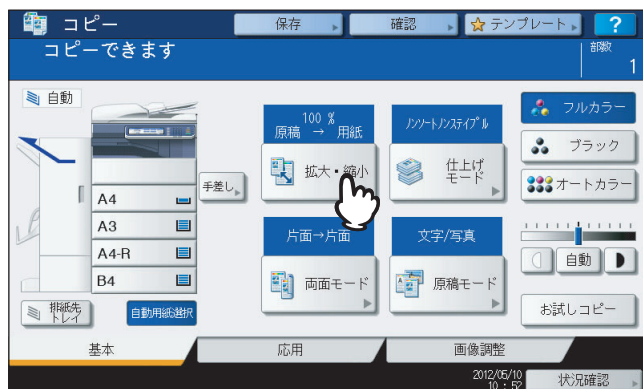 コピー
保存
確認
テンプレート
?
コピーできます
部数
1
自動
100 %
原稿 → 用紙
ノンソート/ノンステイプル
フルカラー
拡大・縮小
仕上げ
モード
ブラック
手差し
オートカラー
A4
A3
A4-R
B4
片面→片面
文字/写真
両面モード
原稿モード
自動
排紙先
トレイ
自動用紙選択
お試しコピー
基本
応用
画像調整
2012/05/10
10 : 52
状況確認